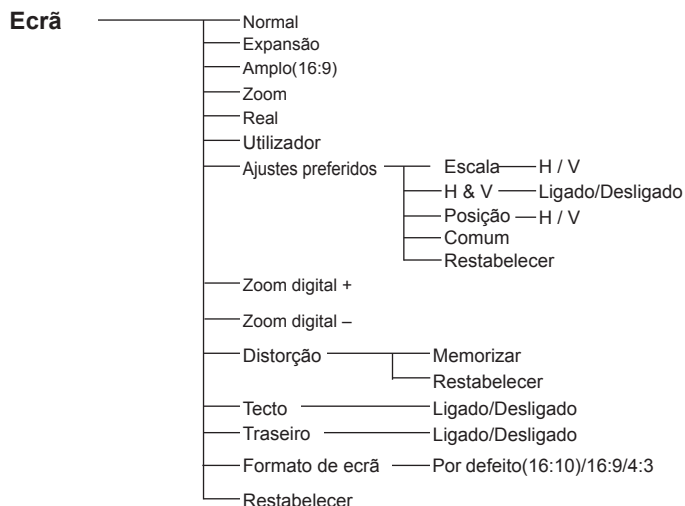 Ecrã Normal
Expansão
Amplo(16:9)
Zoom
Real
Utilizador
Ajustes preferidos Escala H / V
H & V Ligado/Desligado
Posição H / V
Comum
Restabelecer
Zoom digital +
Zoom digital –
Distorção Memorizar
Restabelecer
Tecto Ligado/Desligado
Traseiro Ligado/Desligado
Formato de ecrã Por defeito(16:10)/16:9/4:3
Restabelecer